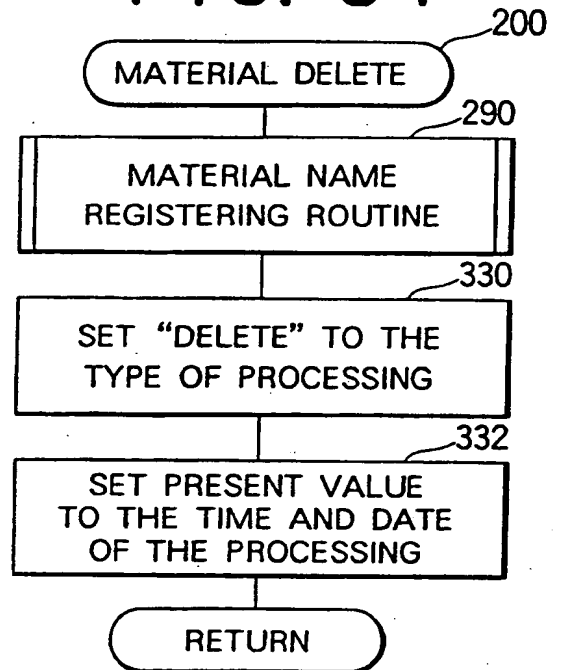 200
MATERIAL DELETE
290
MATERIAL NAME
REGISTERING ROUTINE
330
SET “DELETE” TO THE
TYPE OF PROCESSING
332
SET PRESENT VALUE
TO THE TIME AND DATE
OF THE PROCESSING
RETURN